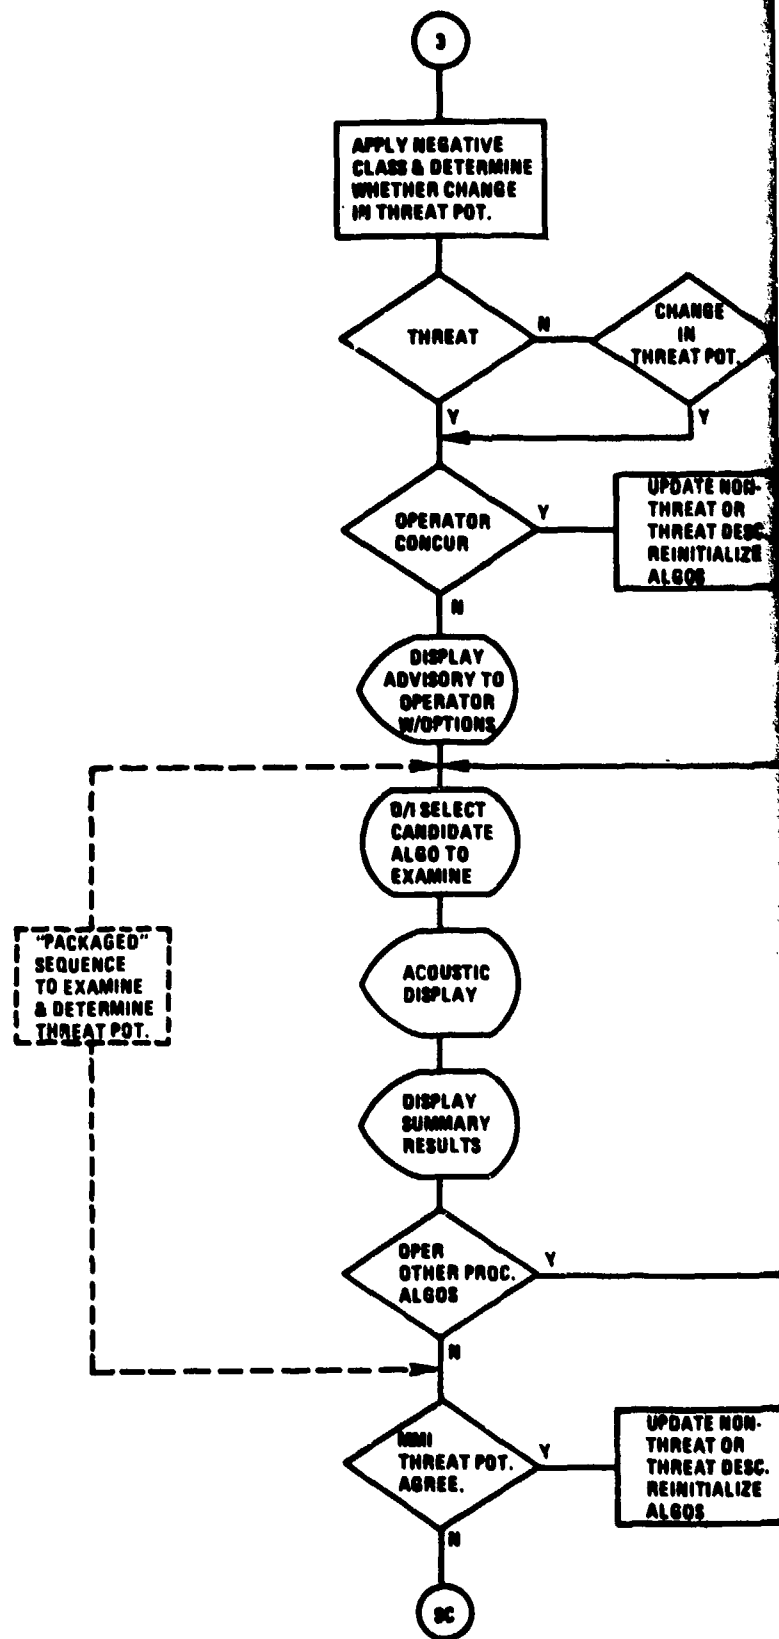 3
APPLY NEGATIVE
CLASS & DETERMINE
WHETHER CHANGE
IN THREAT POT.
THREAT
N
CHANGE
IN
THREAT POT.
Y
Y
OPERATOR
CONCUR
Y
UPDATE NON-
THREAT OR
THREAT DESC.
REINITIALIZE
ALGOS
N
DISPLAY
ADVISORY TO
OPERATOR
W/OPTIONS
O/I SELECT
CANDIDATE
ALGO TO
EXAMINE
"PACKAGED"
SEQUENCE
TO EXAMINE
& DETERMINE
THREAT POT.
ACOUSTIC
DISPLAY
DISPLAY
SUMMARY
RESULTS
OPER
OTHER PROC.
ALGOS
Y
N
MMI
THREAT POT.
AGREE.
Y
UPDATE NON-
THREAT OR
THREAT DESC.
REINITIALIZE
ALGOS
N